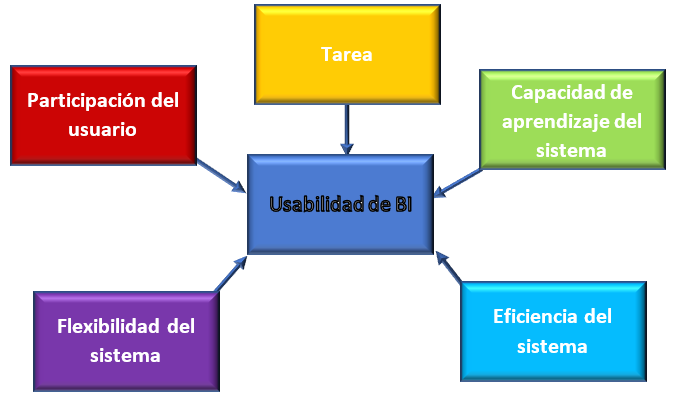 Tarea
Participación del
usuario
Capacidad de
aprendizaje del
sistema
Usabilidad de BI
Flexibilidad del
sistema
Eficiencia del
sistema